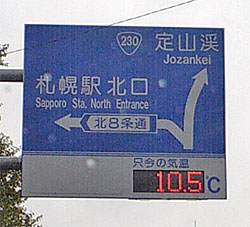 230
定山渓
Jozankei
札幌駅北口
Sapporo Sta. North Entrance
北8条通
只今の気温
10.5℃